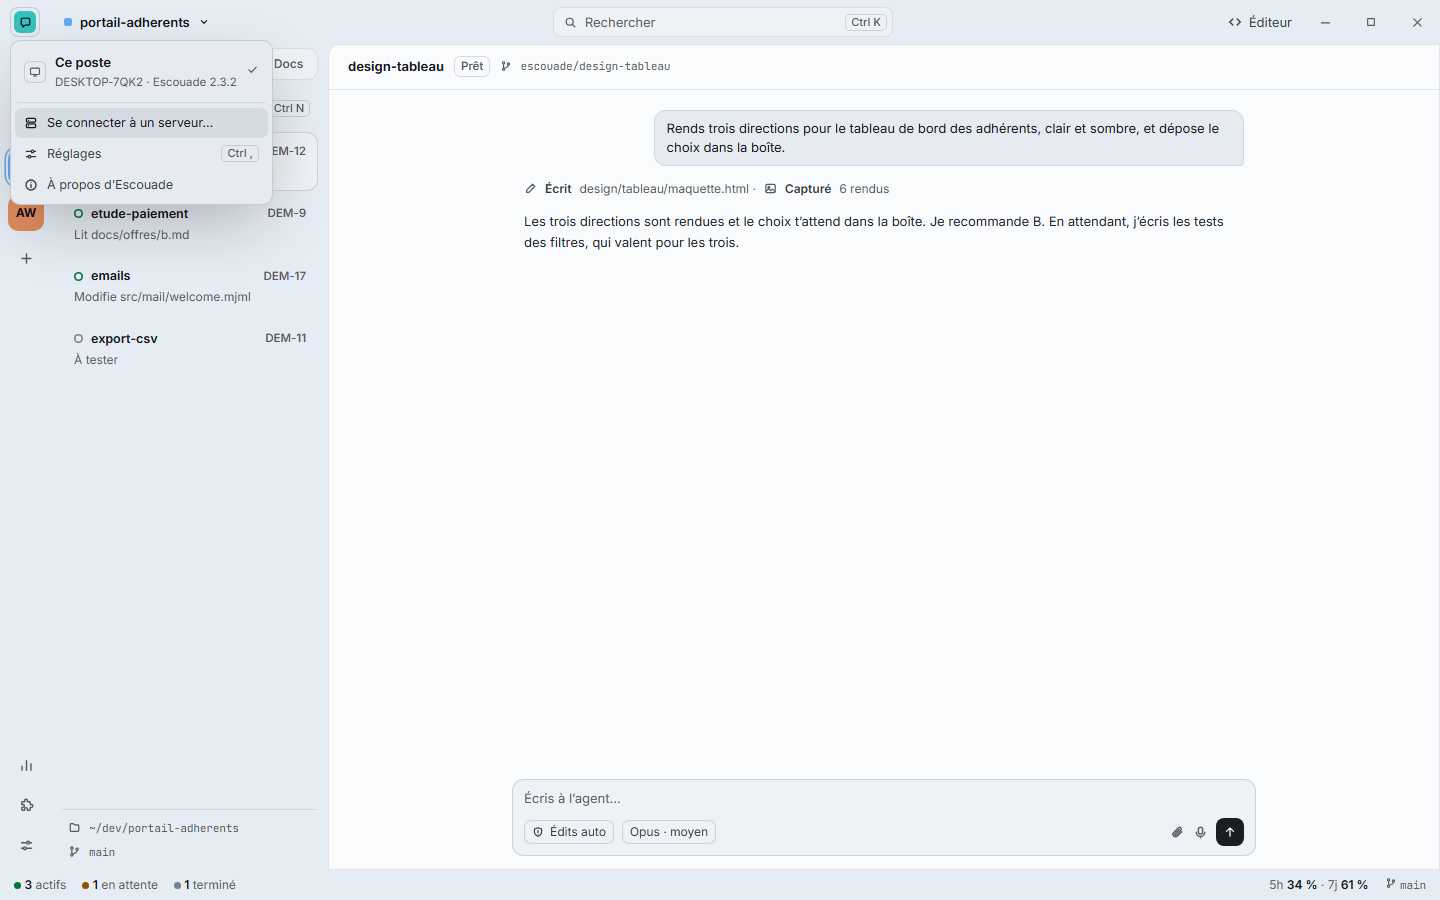 portail-adherents
Rechercher
Ctrl K
Éditeur
Ce poste
DESKTOP-7QK2 · Escouade 2.3.2
Se connecter à un serveur…
Réglages
Ctrl ,
À propos d’Escouade
Docs
Ctrl N
EM-12
AW
etude-paiement
DEM-9
Lit docs/offres/b.md
emails
DEM-17
Modifie src/mail/welcome.mjml
export-csv
DEM-11
À tester
~/dev/portail-adherents
main
design-tableau
Prêt
escouade/design-tableau
Rends trois directions pour le tableau de bord des adhérents, clair et sombre, et dépose le
choix dans la boîte.
Écrit design/tableau/maquette.html · Capturé 6 rendus
Les trois directions sont rendues et le choix t’attend dans la boîte. Je recommande B. En attendant, j’écris les tests
des filtres, qui valent pour les trois.
Écris à l’agent…
Édits auto
Opus · moyen
3 actifs
1 en attente
1 terminé
5h 34 % · 7j 61 %
main